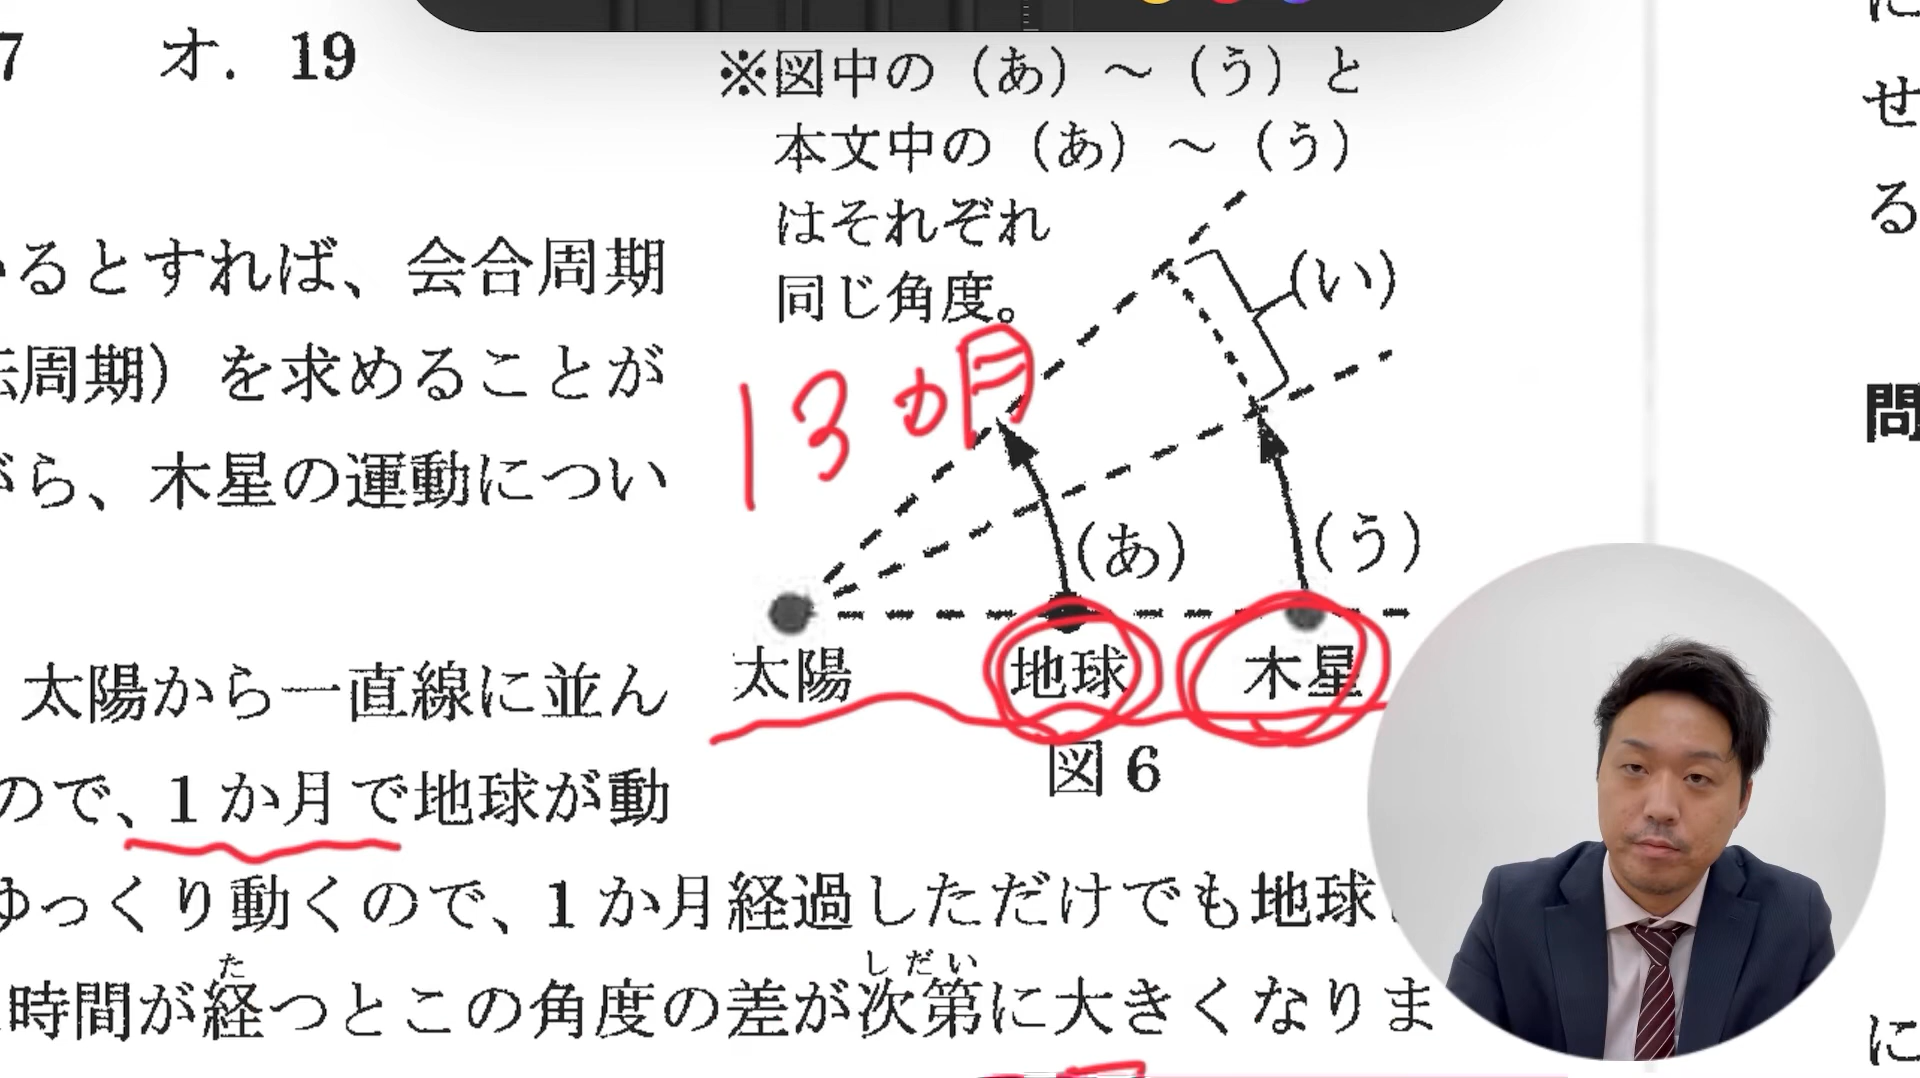 7 オ. 19
※図中の（あ）～（う）と
本文中の（あ）～（う）
はそれぞれ
同じ角度。
るとすれば、会合周期
転周期）を求めることが
がら、木星の運動につい
太陽から一直線に並ん
ので、1か月で地球が動
ゆっくり動くので、1か月経過しただけでも地球
た
しだい
時間が経つとこの角度の差が次第に大きくなりま
13か月
（い）
（あ）
（う）
太陽
地球
木星
図6
に
せ
る
問
に